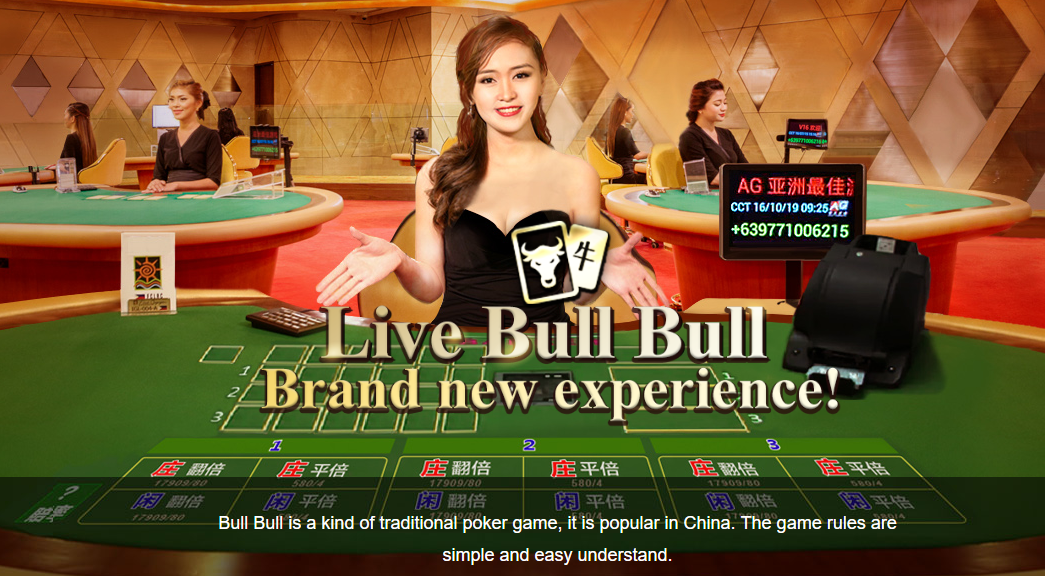 V16 欢迎
AG 亚洲最佳
CCT 16/10/19 09:25 AG
+639771006215
牛
Live Bull Bull
Brand new experience!
1
2
3
3
1 2 3
庄 翻倍 庄 平倍 庄 翻倍 庄 平倍 庄 翻倍 庄 平倍
17909/80 580/4 17909/80 580/4 17909/80 580/4
闲 翻倍 闲 平倍 闲 翻倍 闲 平倍 闲 翻倍 闲 平倍
17909/80
?
Bull Bull is a kind of traditional poker game, it is popular in China. The game rules are
simple and easy understand.